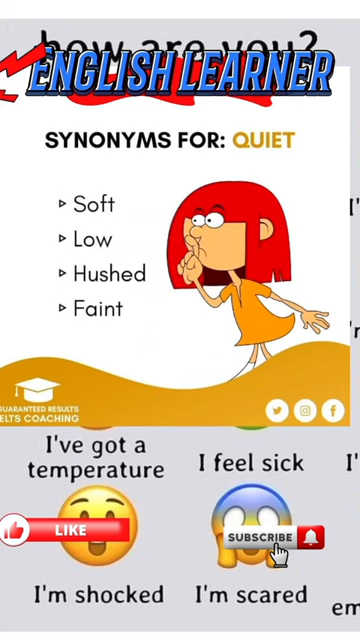 how are you?
ENGLISH LEARNER
SYNONYMS FOR: QUIET
Soft
Low
Hushed
Faint
GUARANTEED RESULTS
IELTS COACHING
I've got a
temperature
I feel sick
LIKE
SUBSCRIBE
I'm shocked
I'm scared